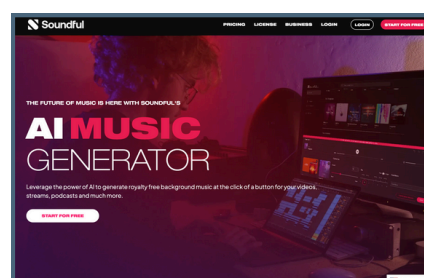 Soundful
PRICING LICENSE BUSINESS LOGIN LOGIN START FOR FREE
THE FUTURE OF MUSIC IS HERE WITH SOUNDFUL'S
AI MUSIC
GENERATOR
Leverage the power of AI to generate royalty free background music at the click of a button for your videos,
streams, podcasts and much more.
START FOR FREE